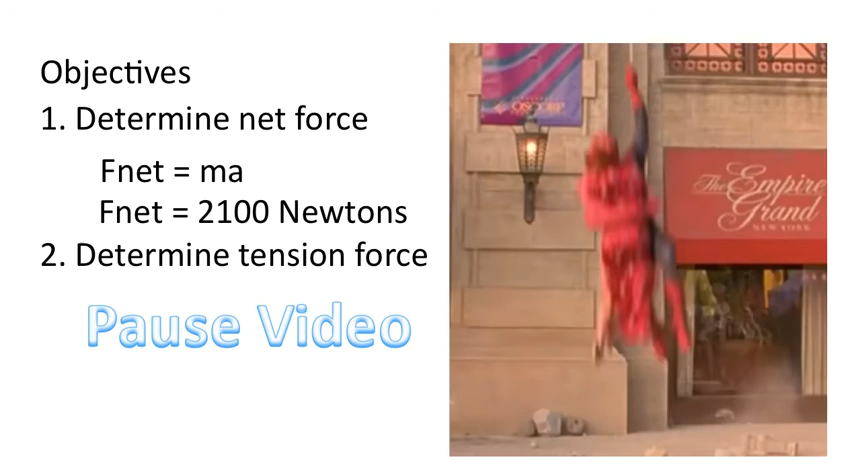 Objectives
1. Determine net force
Fnet = ma
Fnet = 2100 Newtons
2. Determine tension force
Pause Video
OSCORP
The Empire
Grand
NEW YORK